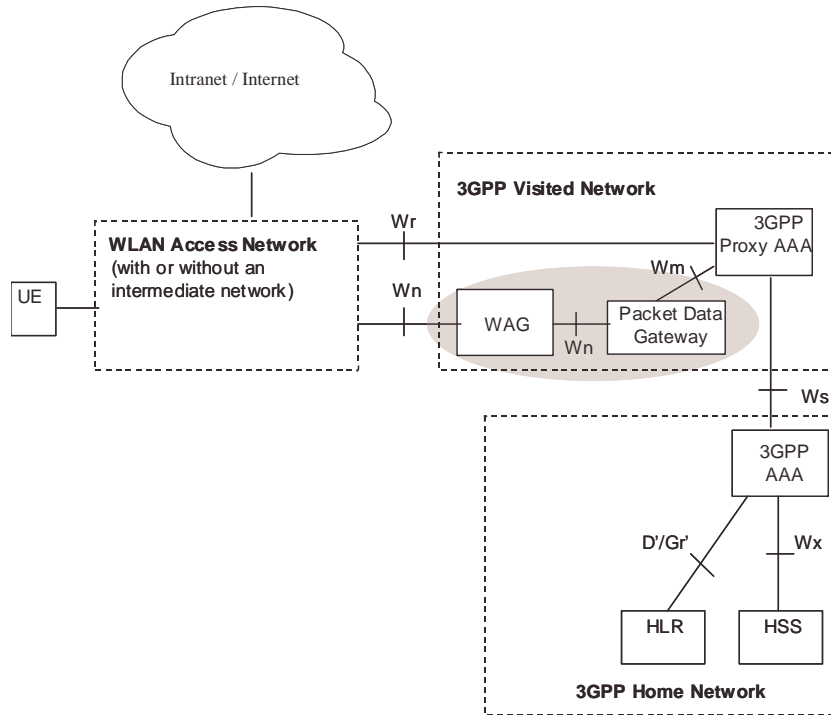 Intranet / Internet
3GPP Visited Network
Wr
3GPP
Proxy AAA
WLAN Access Network
(with or without an
intermediate network)
Wm
UE
Wn
WAG
Packet Data
Gateway
Wn
Ws
3GPP
AAA
D'/Gr'
Wx
HLR
HSS
3GPP Home Network